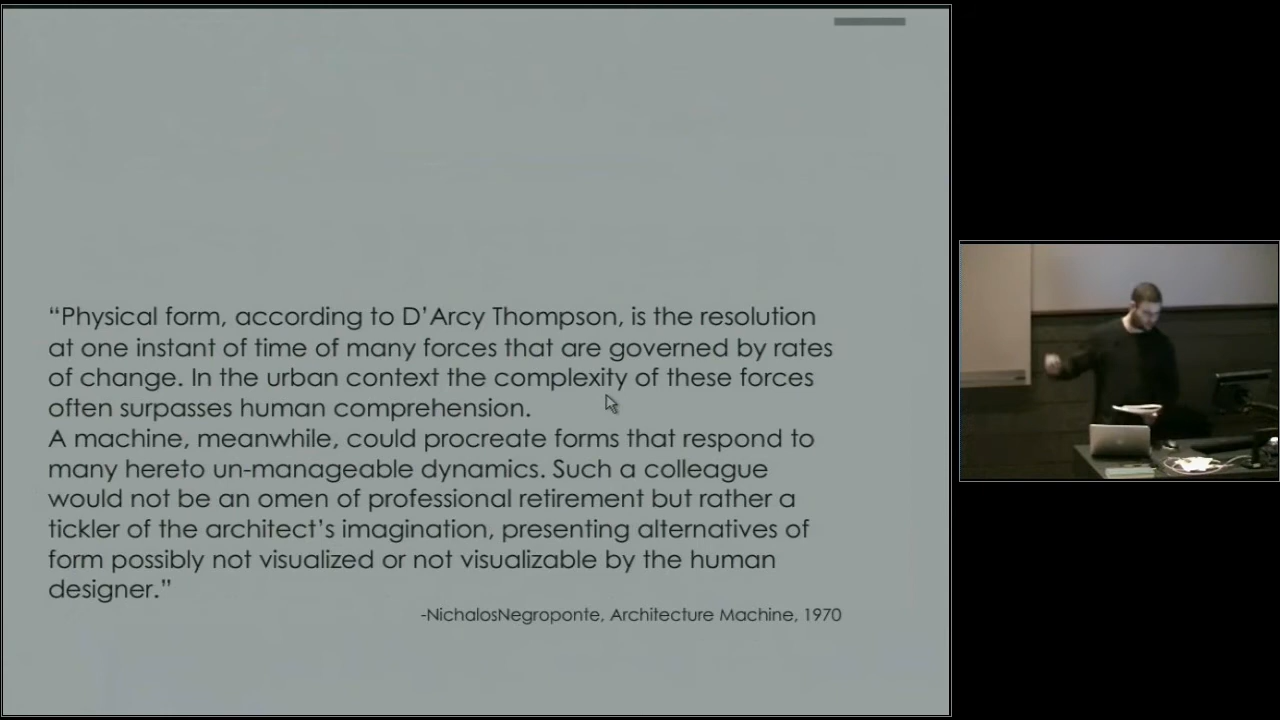 “Physical form, according to D’Arcy Thompson, is the resolution
at one instant of time of many forces that are governed by rates
of change. In the urban context the complexity of these forces
often surpasses human comprehension.
A machine, meanwhile, could procreate forms that respond to
many hereto un-manageable dynamics. Such a colleague
would not be an omen of professional retirement but rather a
tickler of the architect’s imagination, presenting alternatives of
form possibly not visualized or not visualizable by the human
designer.”
-NichalosNegroponte, Architecture Machine, 1970